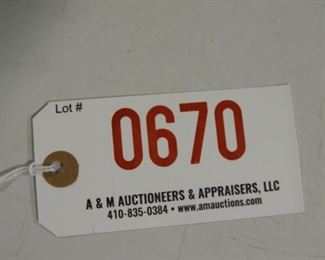 Lot #
0670
A & M AUCTIONEERS & APPRAISERS, LLC
410-835-0384 • www.amauctions.com